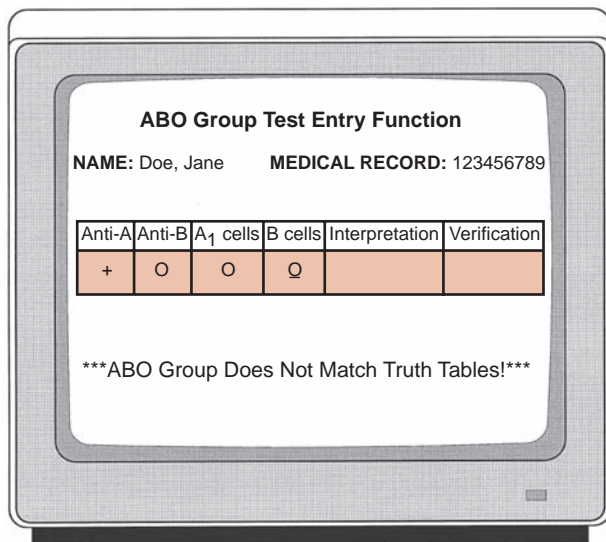 ABO Group Test Entry Function
NAME: Doe, Jane MEDICAL RECORD: 123456789
Anti-A Anti-B A1 cells B cells Interpretation Verification
+ O O O
***ABO Group Does Not Match Truth Tables!***